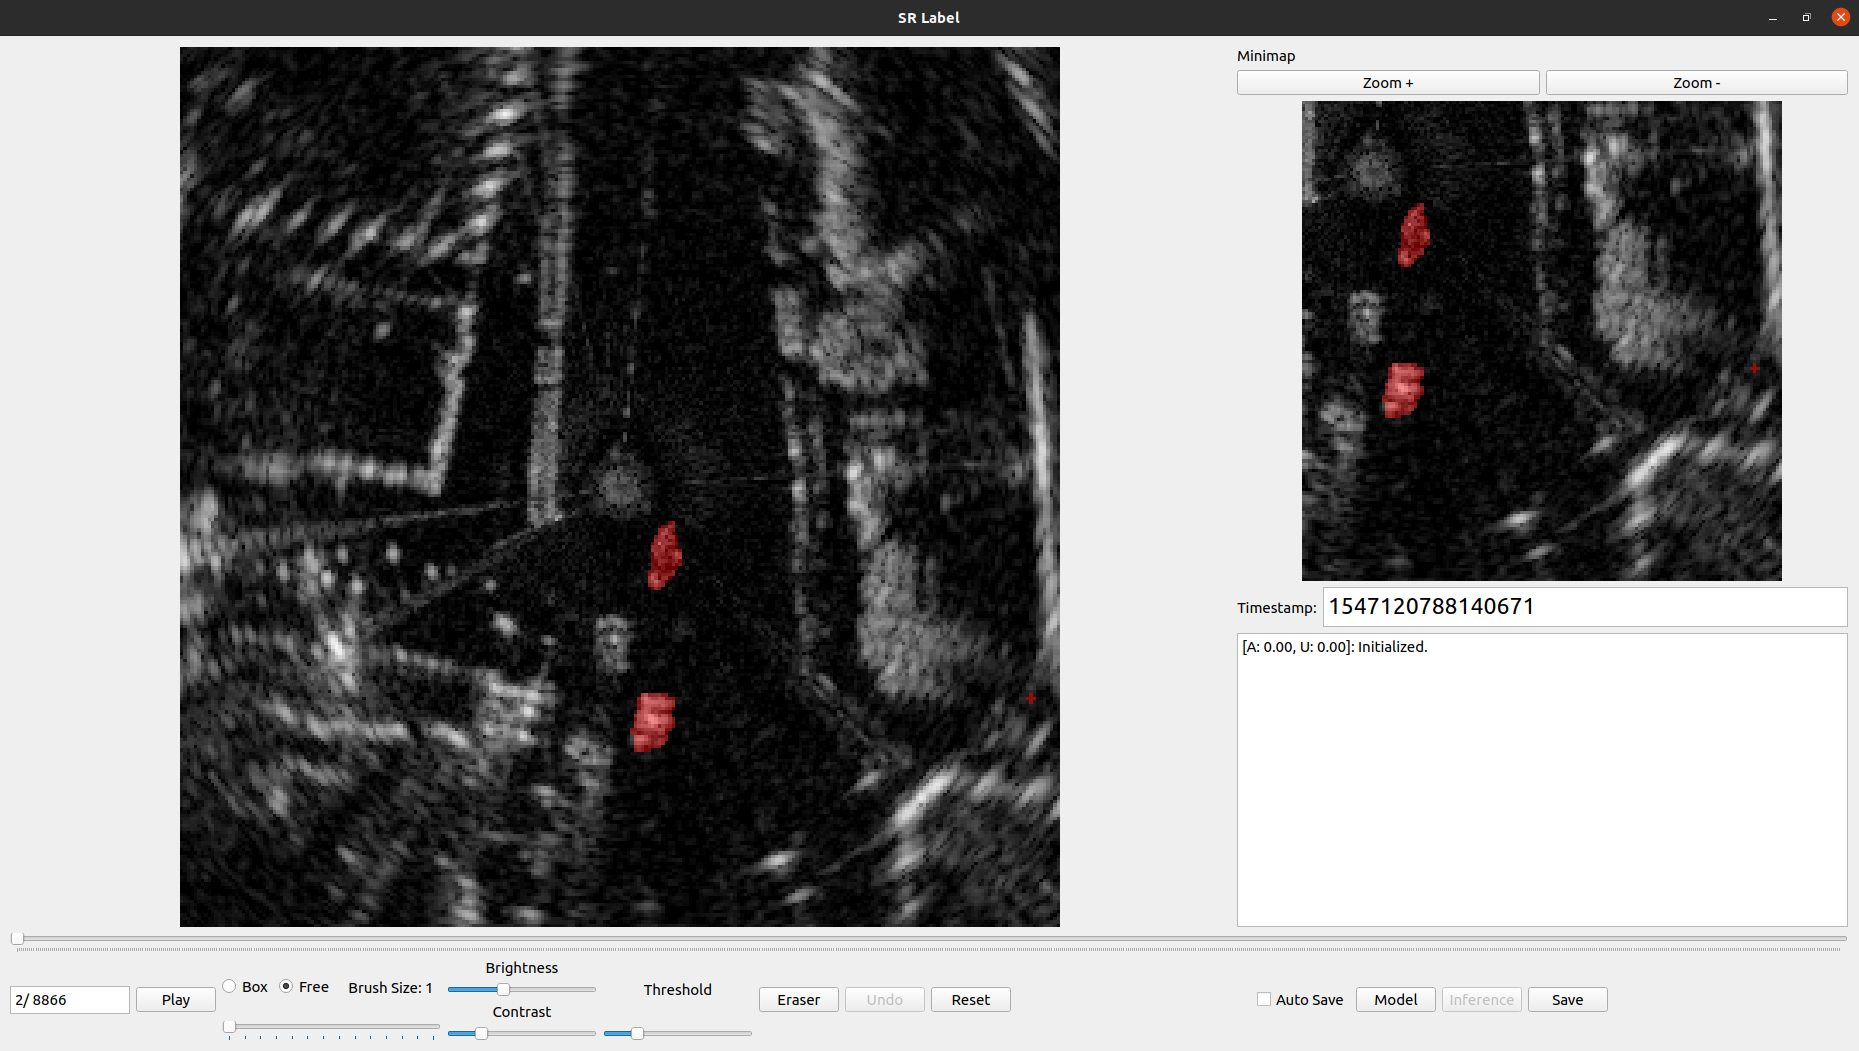 SR Label
Minimap
Zoom +
Zoom -
Timestamp: 1547120788140671
[A: 0.00, U: 0.00]: Initialized.
2/ 8866
Play
Box
Free
Brush Size: 1
Brightness
Contrast
Threshold
Eraser
Undo
Reset
Auto Save
Model
Inference
Save